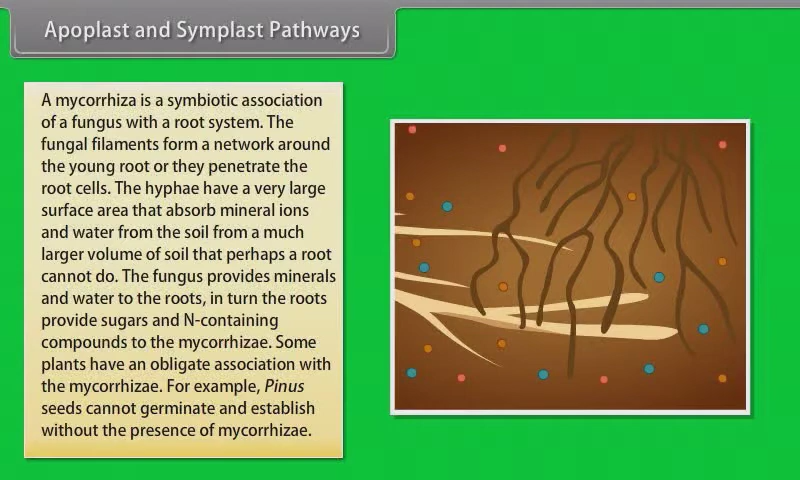 Apoplast and Symplast Pathways
A mycorrhiza is a symbiotic association
of a fungus with a root system. The
fungal filaments form a network around
the young root or they penetrate the
root cells. The hyphae have a very large
surface area that absorb mineral ions
and water from the soil from a much
larger volume of soil that perhaps a root
cannot do. The fungus provides minerals
and water to the roots, in turn the roots
provide sugars and N-containing
compounds to the mycorrhizae. Some
plants have an obligate association with
the mycorrhizae. For example, Pinus
seeds cannot germinate and establish
without the presence of mycorrhizae.